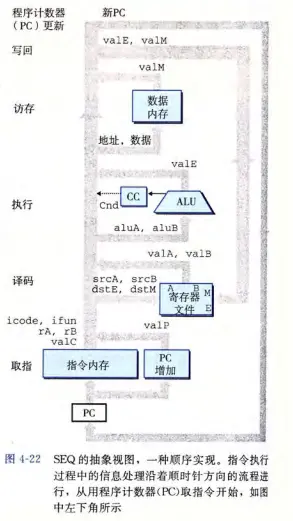 程序计数器 新PC
（PC）更新
valE, valM
写回
valM
数据
内存
访存
地址，数据
valE
执行
CC
ALU
Cnd
aluA, aluB
valA, valB
译码
srcA, srcB
dstE, dstM
A B M
寄存器
文件 E
icode, ifun
rA, rB
valC
valP
取指
指令内存
PC
增加
PC
图 4-22 SEQ 的抽象视图，一种顺序实现。指令执行
过程中的信息处理沿着顺时针方向的流程进
行，从用程序计数器(PC)取指令开始，如图
中左下角所示